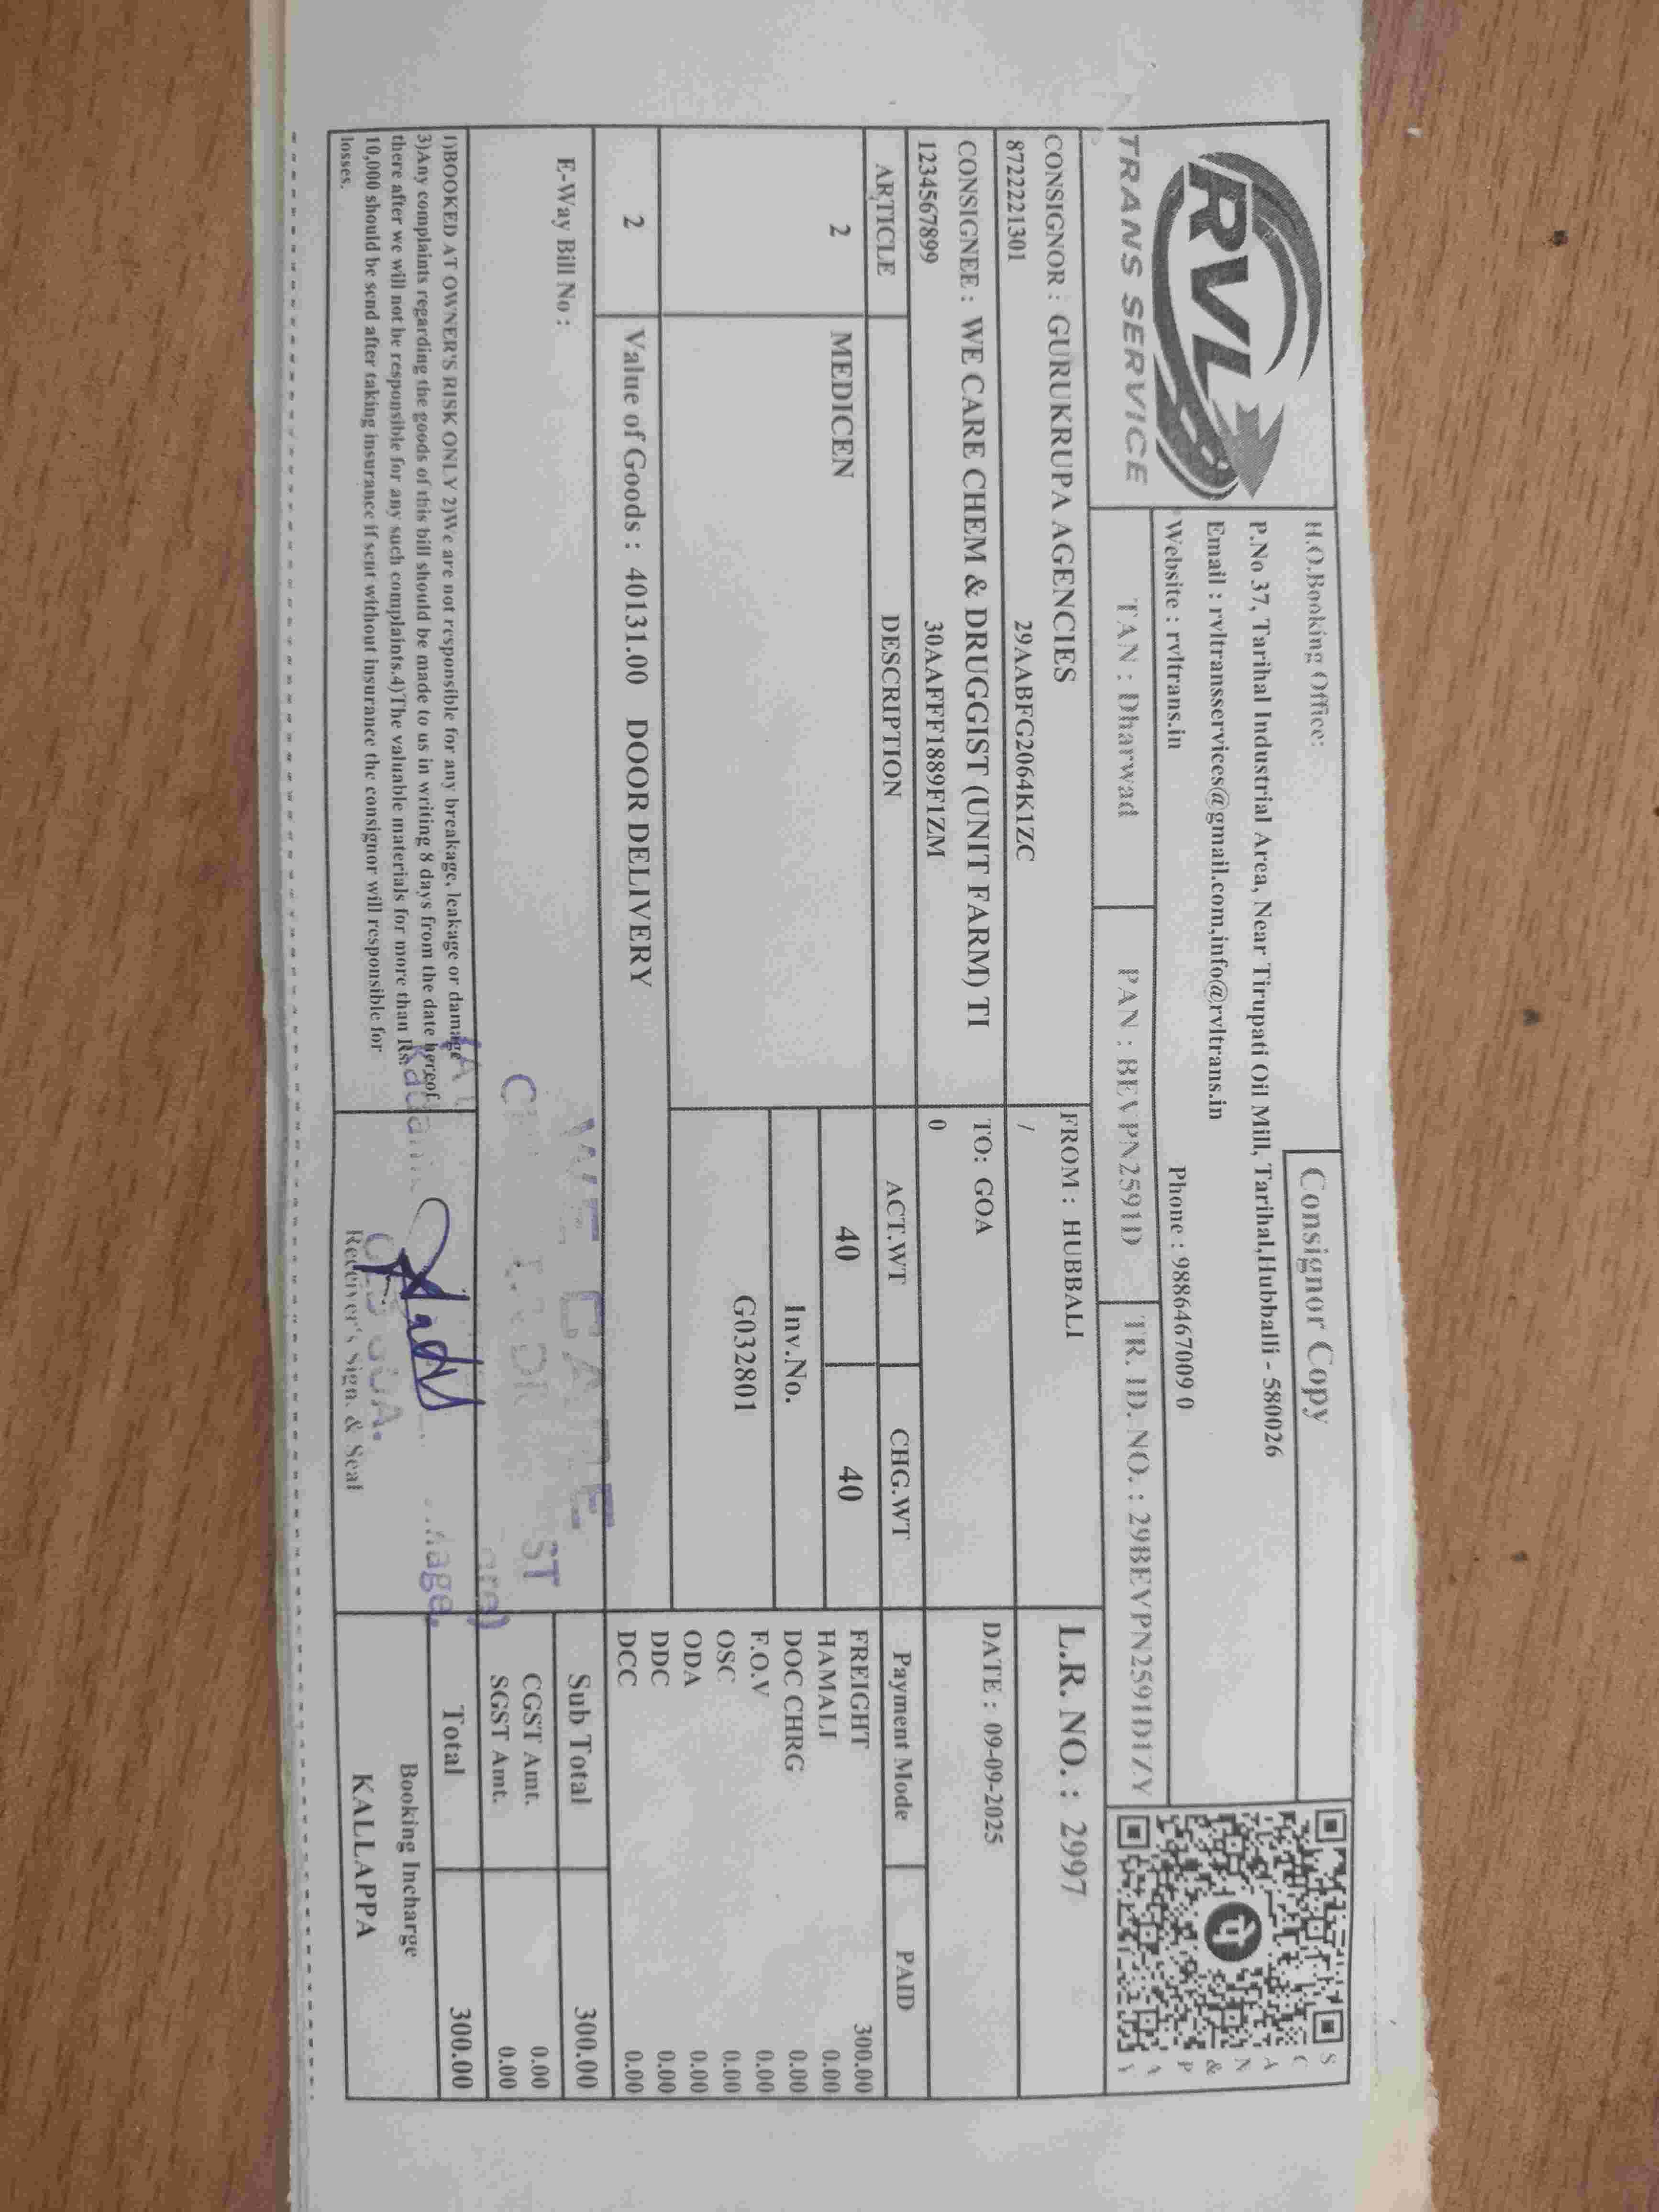 RVL
TRANS SERVICE
H.O.Booking Office:
Consignor Copy
P.No 37, Tarihal Industrial Area, Near Tirupati Oil Mill, Tarihal,Hubballi - 580026
Email : rvltransservices@gmail.com,info@rvltrans.in
Website : rvltrans.in Phone : 9886467009 0
SCAN & PAY
TAN : Dharwad PAN : BEVPN2591D TR. ID. NO. : 29BEVPN2591D1ZY
CONSIGNOR : GURUKRUPA AGENCIES FROM : HUBBALI L.R. NO. : 2997
8722221301 29AABFG2064K1ZC /
CONSIGNEE : WE CARE CHEM & DRUGGIST (UNIT FARM) TI TO: GOA DATE : 09-09-2025
1234567899 30AAFFF1889F1ZM 0
ARTICLE DESCRIPTION ACT.WT CHG.WT Payment Mode PAID
2 MEDICEN 40 40 FREIGHT 300.00
HAMALI 0.00
Inv.No. DOC CHRG 0.00
F.O.V 0.00
G032801 OSC 0.00
ODA 0.00
DDC 0.00
2 Value of Goods : 40131.00 DOOR DELIVERY DCC 0.00
E-Way Bill No : Sub Total 300.00
WE CARE
ST
CGST Amt. 0.00
SGST Amt. 0.00
Total 300.00
1)BOOKED AT OWNER'S RISK ONLY 2)We are not responsible for any breakage, leakage or damage
3)Any complaints regarding the goods of this bill should be made to us in writing 8 days from the date hereof
there after we will not be responsible for any such complaints.4)The valuable materials for more than Rs.
10,000 should be send after taking insurance if sent without insurance the consignor will responsible for
losses.
Receiver's Sign. & Seal
Booking Incharge
KALLAPPA